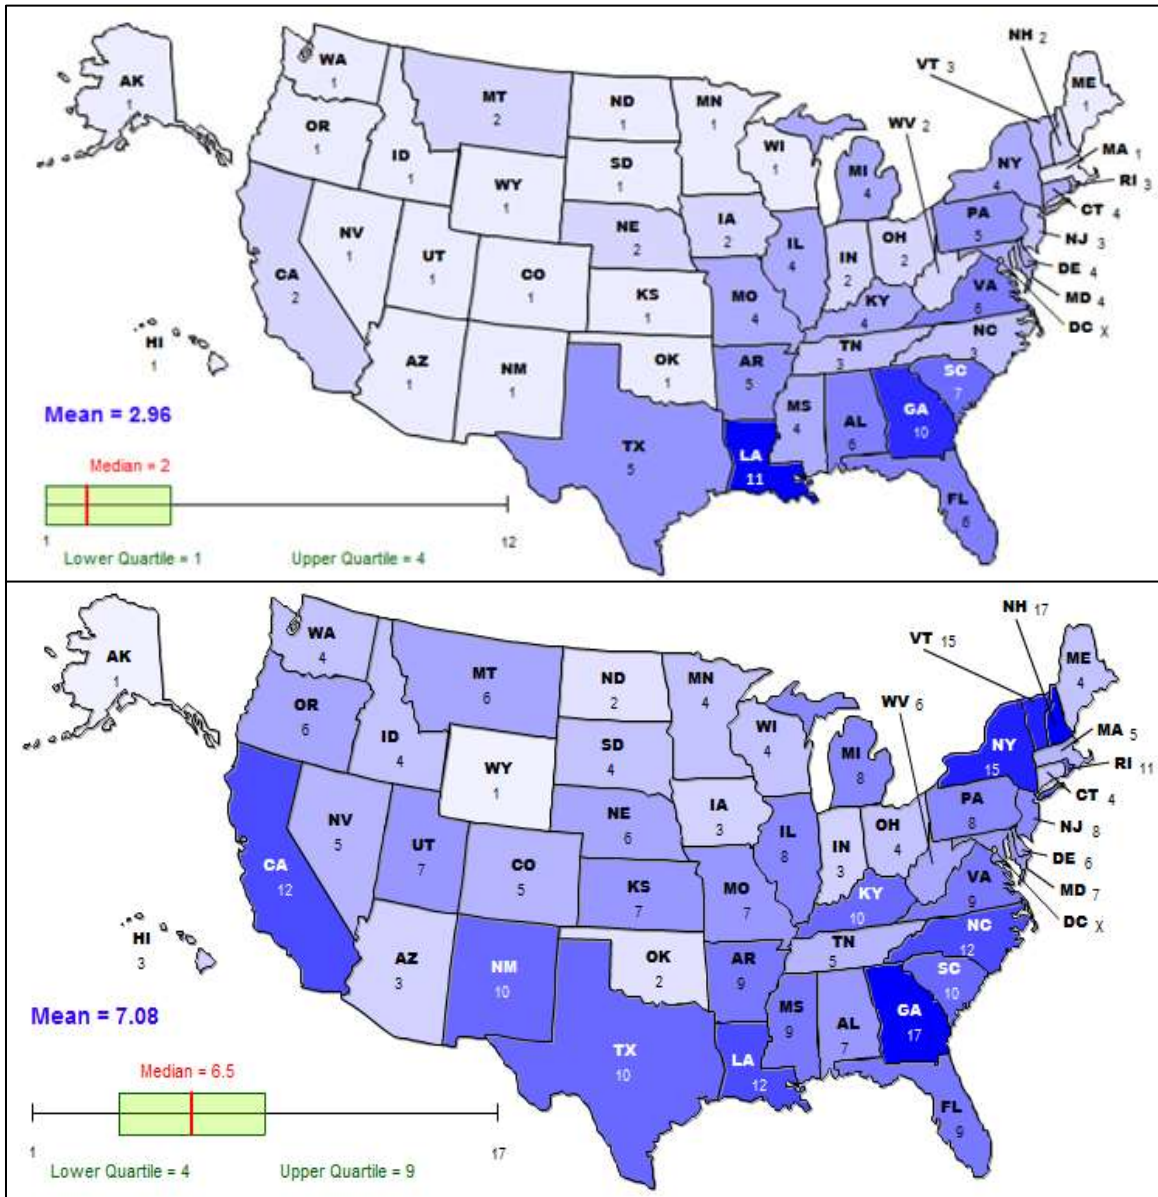 NH 2
VT 3
WA
1
AK
1
MT
2
ND
1
MN
1
ME
1
OR
1
WV 2
ID
1
WI
1
MA 1
SD
1
MI
4
NY
4
RI 3
WY
1
CT 4
IA
2
PA
5
NE
2
NJ 3
NV
1
OH
2
IL
4
IN
2
UT
1
CA
2
CO
1
DE 4
VA
6
MO
4
KS
1
KY
4
MD 4
DC X
HI
1
NC
3
TN
3
AZ
1
NM
1
OK
1
AR
5
SC
7
Mean = 2.96
MS
4
GA
10
AL
6
TX
5
LA
11
Median = 2
FL
6
1
12
Lower Quartile = 1
Upper Quartile = 4
NH 17
VT 15
WA
4
AK
1
MT
6
ND
2
MN
4
ME
4
OR
6
WV 6
ID
4
WI
4
MA 5
SD
4
MI
8
NY
15
RI 11
WY
1
CT 4
IA
3
PA
8
NE
6
NJ 8
NV
5
OH
4
IL
8
IN
3
UT
7
CA
12
CO
5
DE 6
VA
9
MO
7
KS
7
KY
10
MD 7
DC X
HI
3
NC
12
TN
5
AZ
3
NM
10
OK
2
AR
9
SC
10
Mean = 7.08
MS
9
GA
17
AL
7
TX
10
LA
12
Median = 6.5
FL
9
1
17
Lower Quartile = 4
Upper Quartile = 9